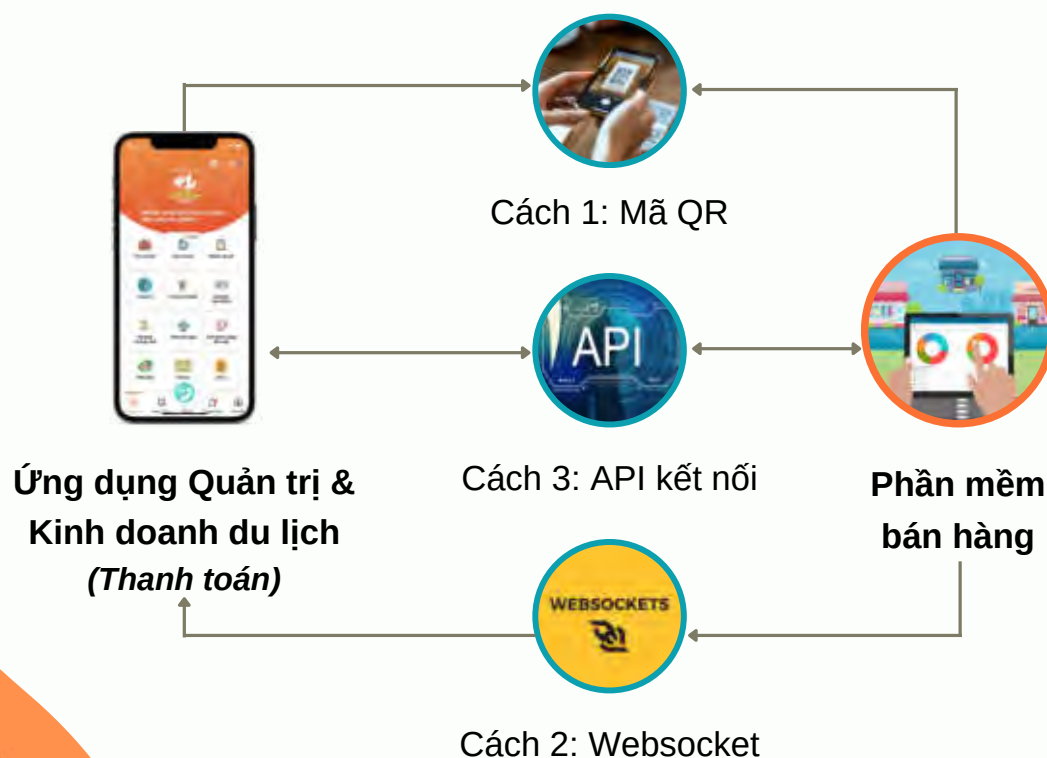 Cách 1: Mã QR
API
Cách 3: API kết nối
Ứng dụng Quản trị &
Kinh doanh du lịch
(Thanh toán)
Phần mềm
bán hàng
WEBSOCKETS
Cách 2: Websocket